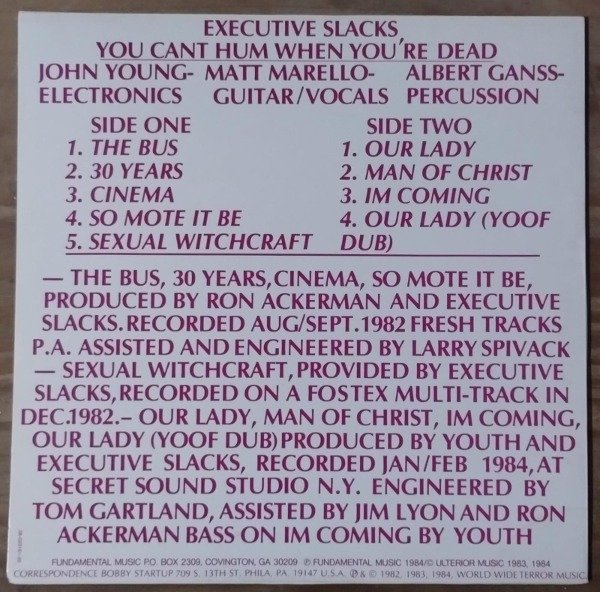 EXECUTIVE SLACKS,
YOU CANT HUM WHEN YOU'RE DEAD
JOHN YOUNG- MATT MARELLO- ALBERT GANSS-
ELECTRONICS GUITAR/VOCALS PERCUSSION
SIDE ONE
1. THE BUS
2. 30 YEARS
3. CINEMA
4. SO MOTE IT BE
5. SEXUAL WITCHCRAFT
SIDE TWO
1. OUR LADY
2. MAN OF CHRIST
3. IM COMING
4. OUR LADY (YOOF
DUB)
— THE BUS, 30 YEARS, CINEMA, SO MOTE IT BE,
PRODUCED BY RON ACKERMAN AND EXECUTIVE
SLACKS. RECORDED AUG/SEPT. 1982 FRESH TRACKS
P.A. ASSISTED AND ENGINEERED BY LARRY SPIVACK
— SEXUAL WITCHCRAFT, PROVIDED BY EXECUTIVE
SLACKS, RECORDED ON A FOSTEX MULTI-TRACK IN
DEC.1982.– OUR LADY, MAN OF CHRIST, IM COMING,
OUR LADY (YOOF DUB) PRODUCED BY YOUTH AND
EXECUTIVE SLACKS, RECORDED JAN/FEB 1984, AT
SECRET SOUND STUDIO N.Y. ENGINEERED BY
TOM GARTLAND, ASSISTED BY JIM LYON AND RON
ACKERMAN BASS ON IM COMING BY YOUTH
FUNDAMENTAL MUSIC P.O. BOX 2309, COVINGTON, GA 30209 ℗ FUNDAMENTAL MUSIC 1984/© ULTERIOR MUSIC 1983, 1984
CORRESPONDENCE BOBBY STARTUP 709 S. 13TH ST. PHILA, PA. 19147 U.S.A. ℗ & © 1982, 1983, 1984, WORLD WIDE TERROR MUSIC.